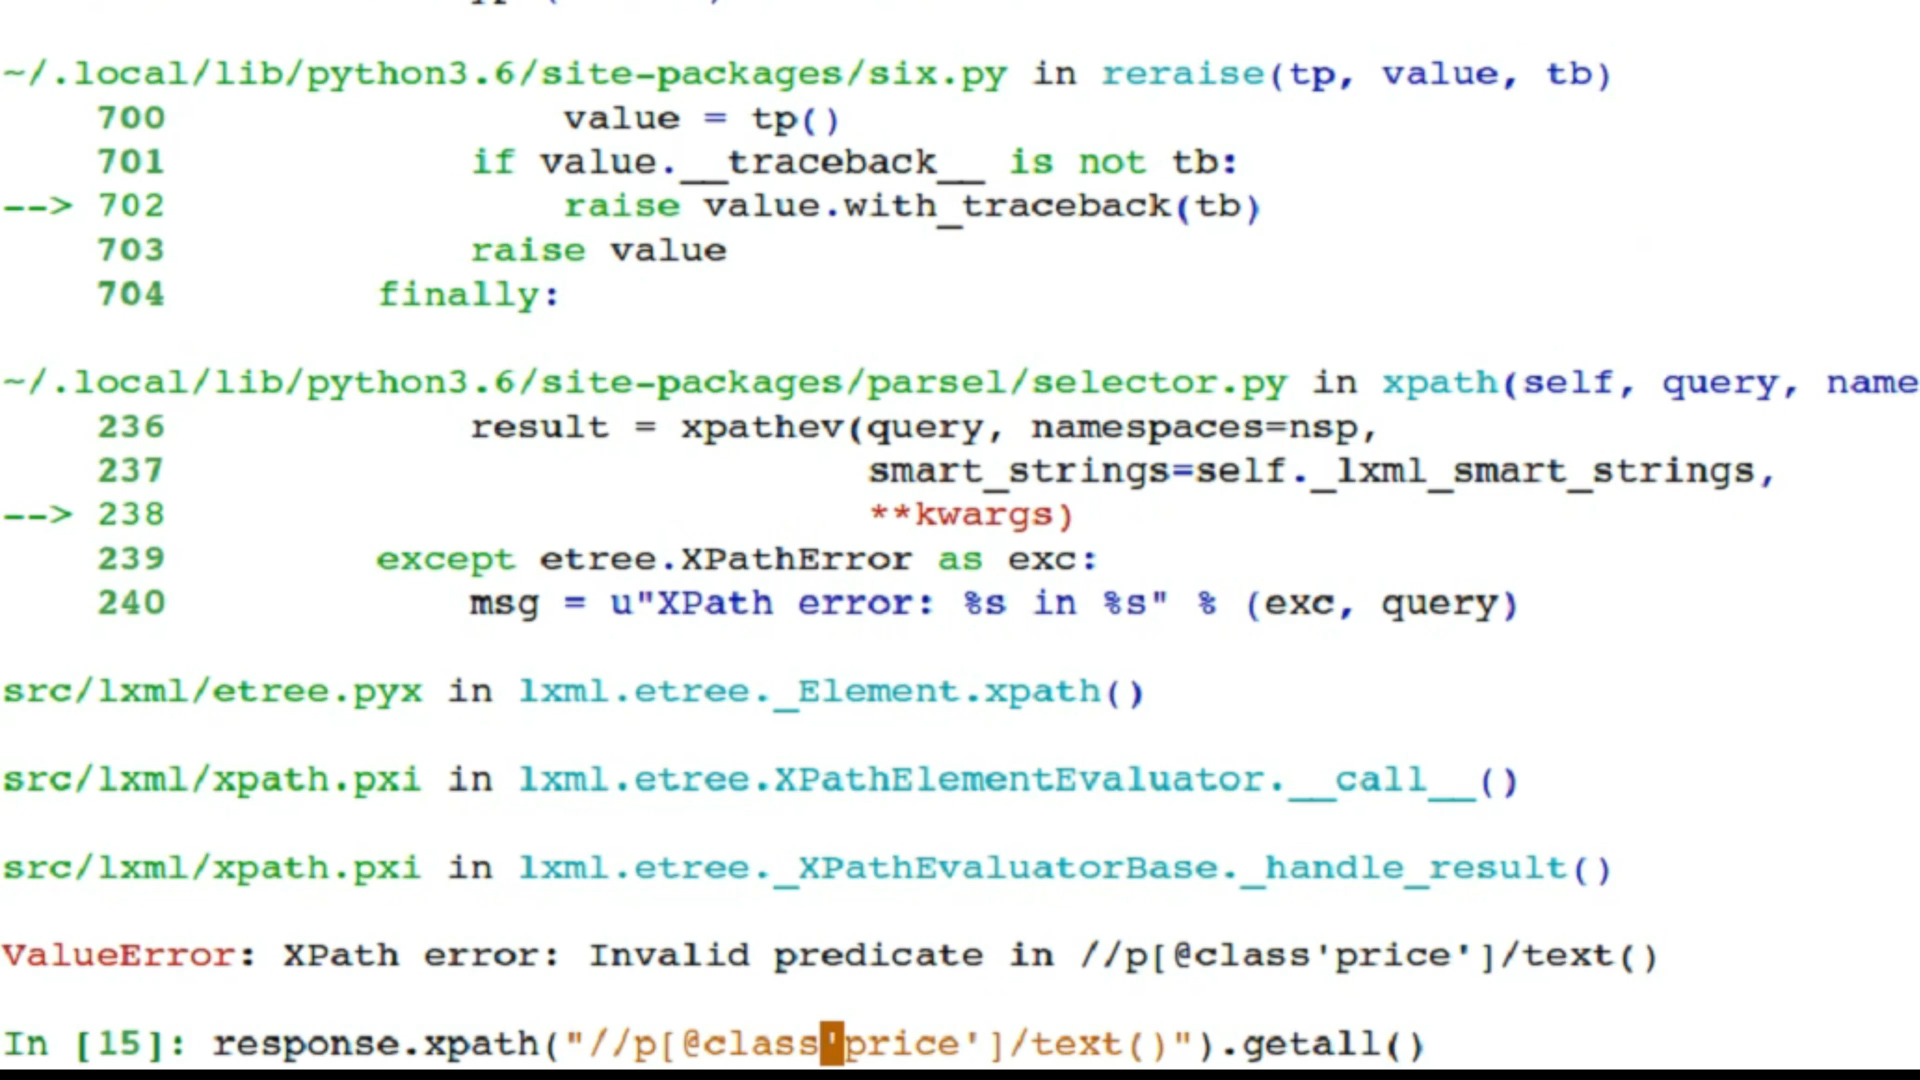 ~/.local/lib/python3.6/site-packages/six.py in reraise(tp, value, tb)
    700                 value = tp()
    701             if value.__traceback__ is not tb:
--> 702                 raise value.with_traceback(tb)
    703             raise value
    704         finally:
~/.local/lib/python3.6/site-packages/parsel/selector.py in xpath(self, query, name
    236             result = xpathev(query, namespaces=nsp,
    237                              smart_strings=self._lxml_smart_strings,
--> 238                              **kwargs)
    239         except etree.XPathError as exc:
    240             msg = u"XPath error: %s in %s" % (exc, query)
src/lxml/etree.pyx in lxml.etree._Element.xpath()
src/lxml/xpath.pxi in lxml.etree.XPathElementEvaluator.__call__()
src/lxml/xpath.pxi in lxml.etree._XPathEvaluatorBase._handle_result()
ValueError: XPath error: Invalid predicate in //p[@class'price']/text()
In [15]: response.xpath("//p[@class'price']/text()").getall()